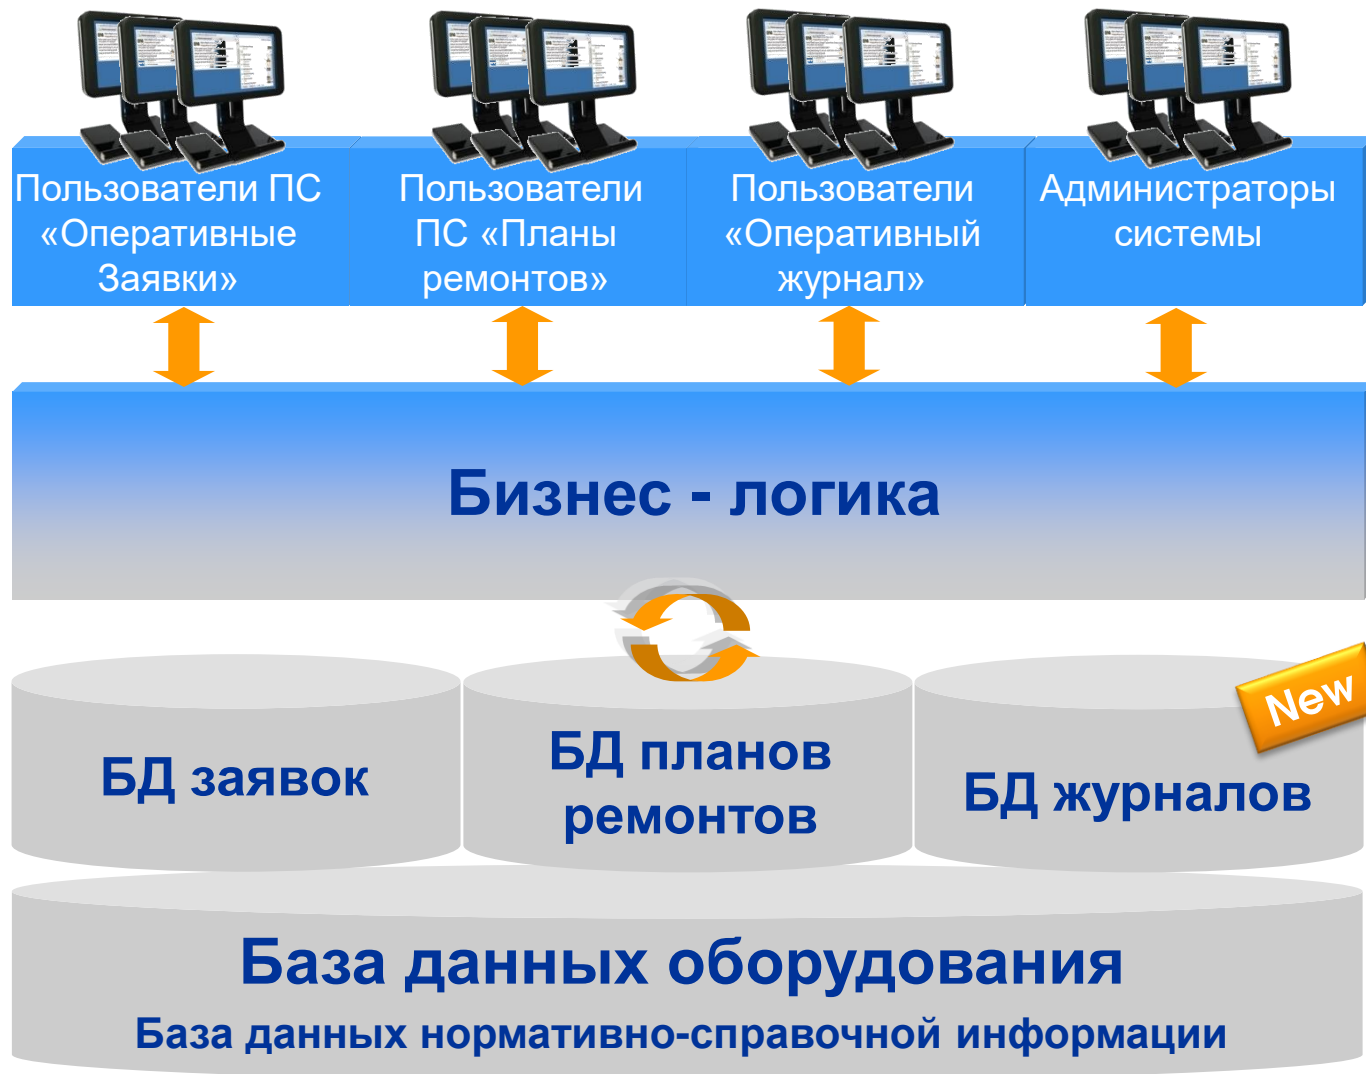 Пользователи ПС
«Оперативные
Заявки»
Пользователи
ПС «Планы
ремонтов»
Пользователи
«Оперативный
журнал»
Администраторы
системы
Бизнес - логика
New
БД заявок
БД планов
ремонтов
БД журналов
База данных оборудования
База данных нормативно-справочной информации